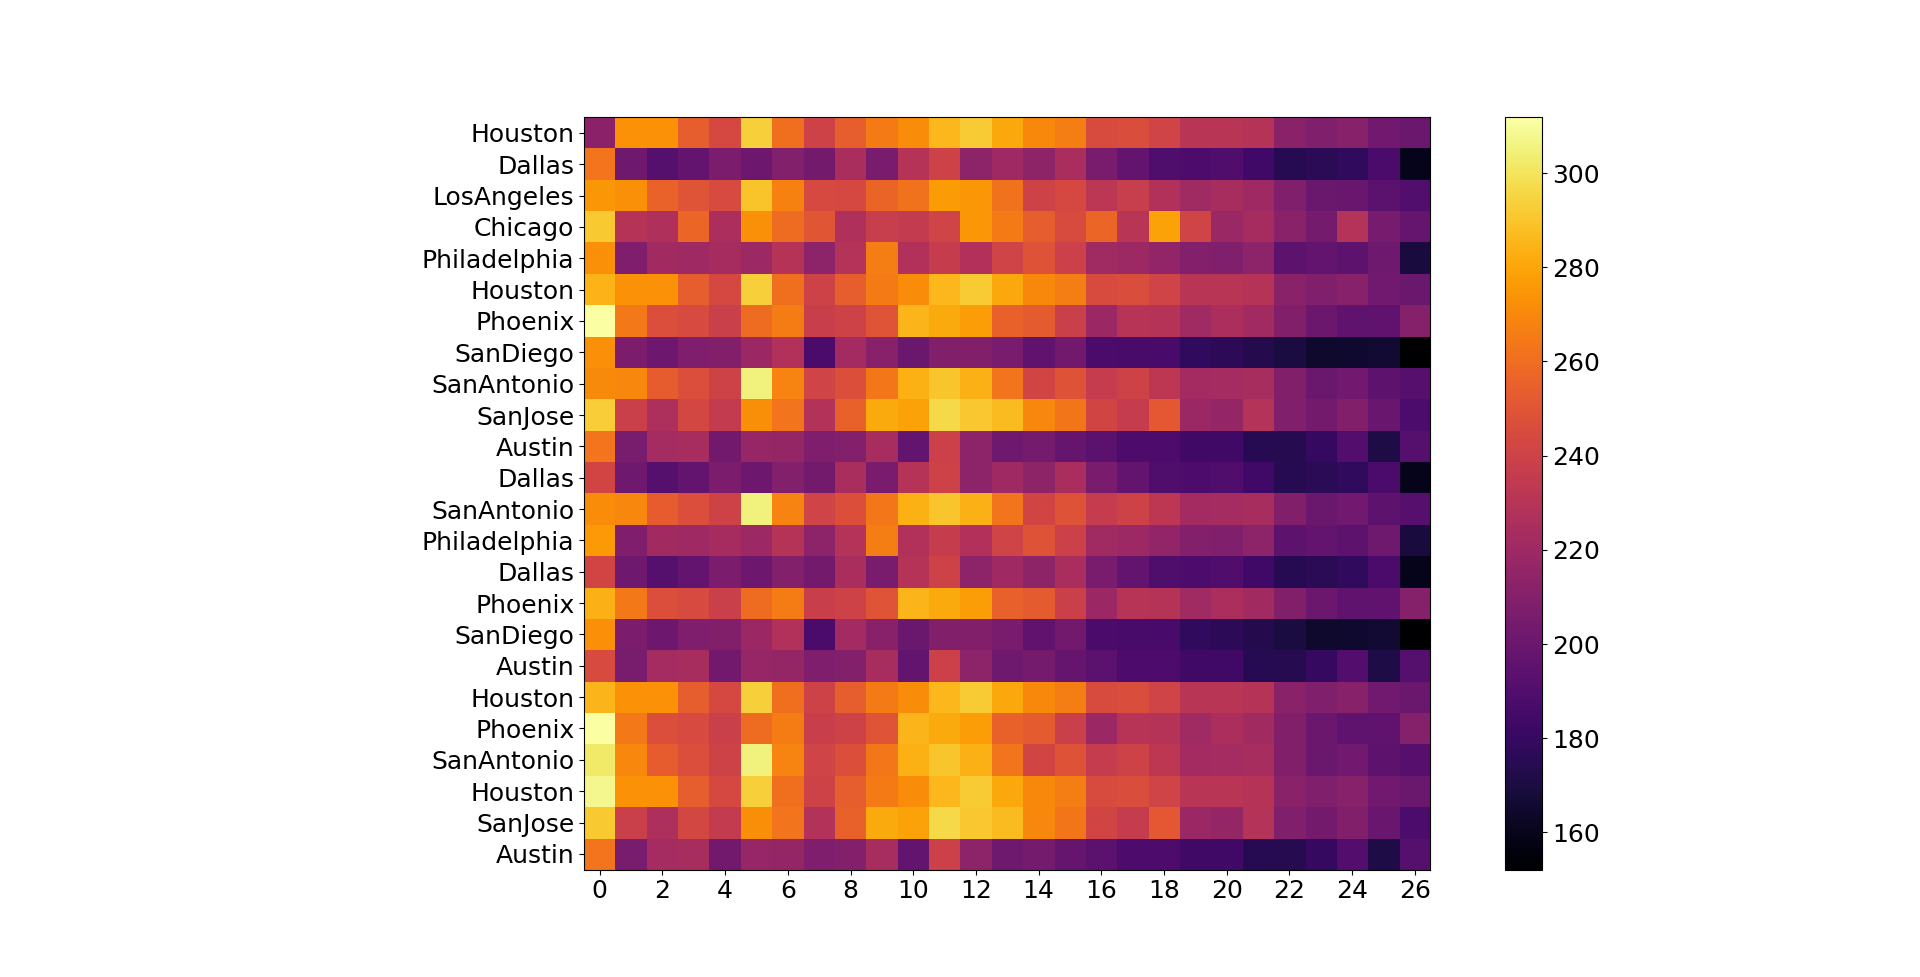 Houston
Dallas
LosAngeles
Chicago
Philadelphia
Houston
Phoenix
SanDiego
SanAntonio
SanJose
Austin
Dallas
SanAntonio
Philadelphia
Dallas
Phoenix
SanDiego
Austin
Houston
Phoenix
SanAntonio
Houston
SanJose
Austin
0 2 4 6 8 10 12 14 16 18 20 22 24 26
300
280
260
240
220
200
180
160